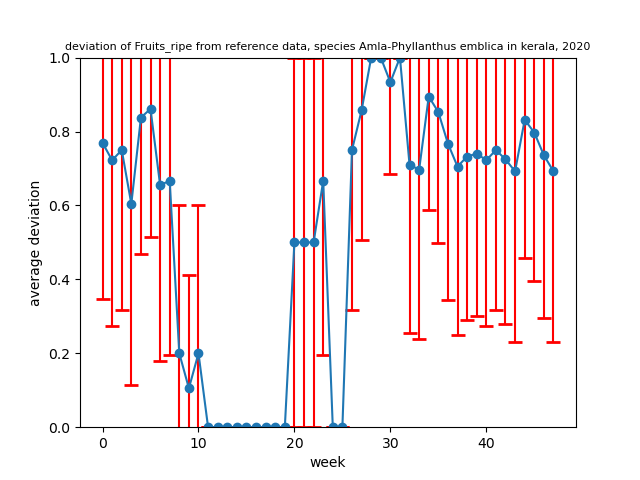 deviation of Fruits_ripe from reference data, species Amla-Phyllanthus emblica in kerala, 2020
1.0
0.8
0.6
0.4
0.2
0.0
average deviation
0 10 20 30 40
week